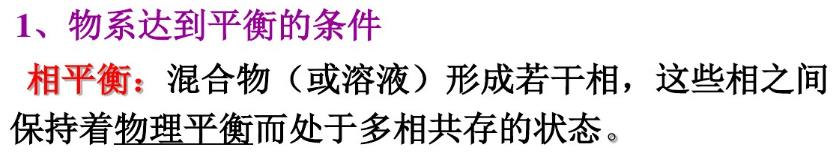 1、物系达到平衡的条件
相平衡：混合物（或溶液）形成若干相，这些相之间
保持着物理平衡而处于多相共存的状态。